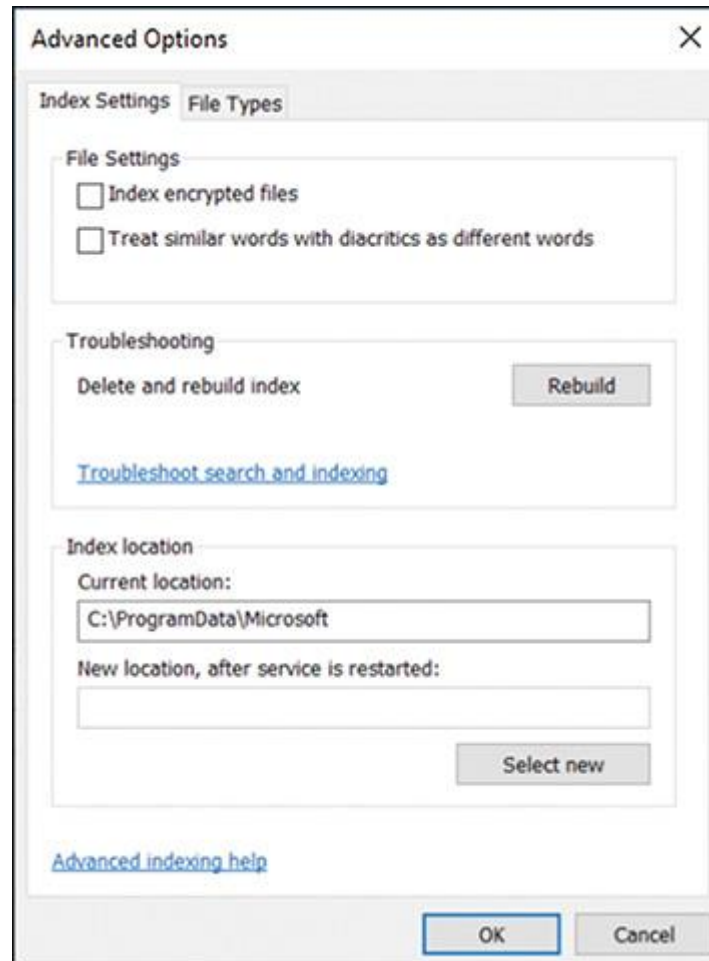 Advanced Options
Index Settings
File Types
File Settings
Index encrypted files
Treat similar words with diacritics as different words
Troubleshooting
Delete and rebuild index
Rebuild
Troubleshoot search and indexing
Index location
Current location:
C:\ProgramData\Microsoft
New location, after service is restarted:
Select new
Advanced indexing help
OK
Cancel